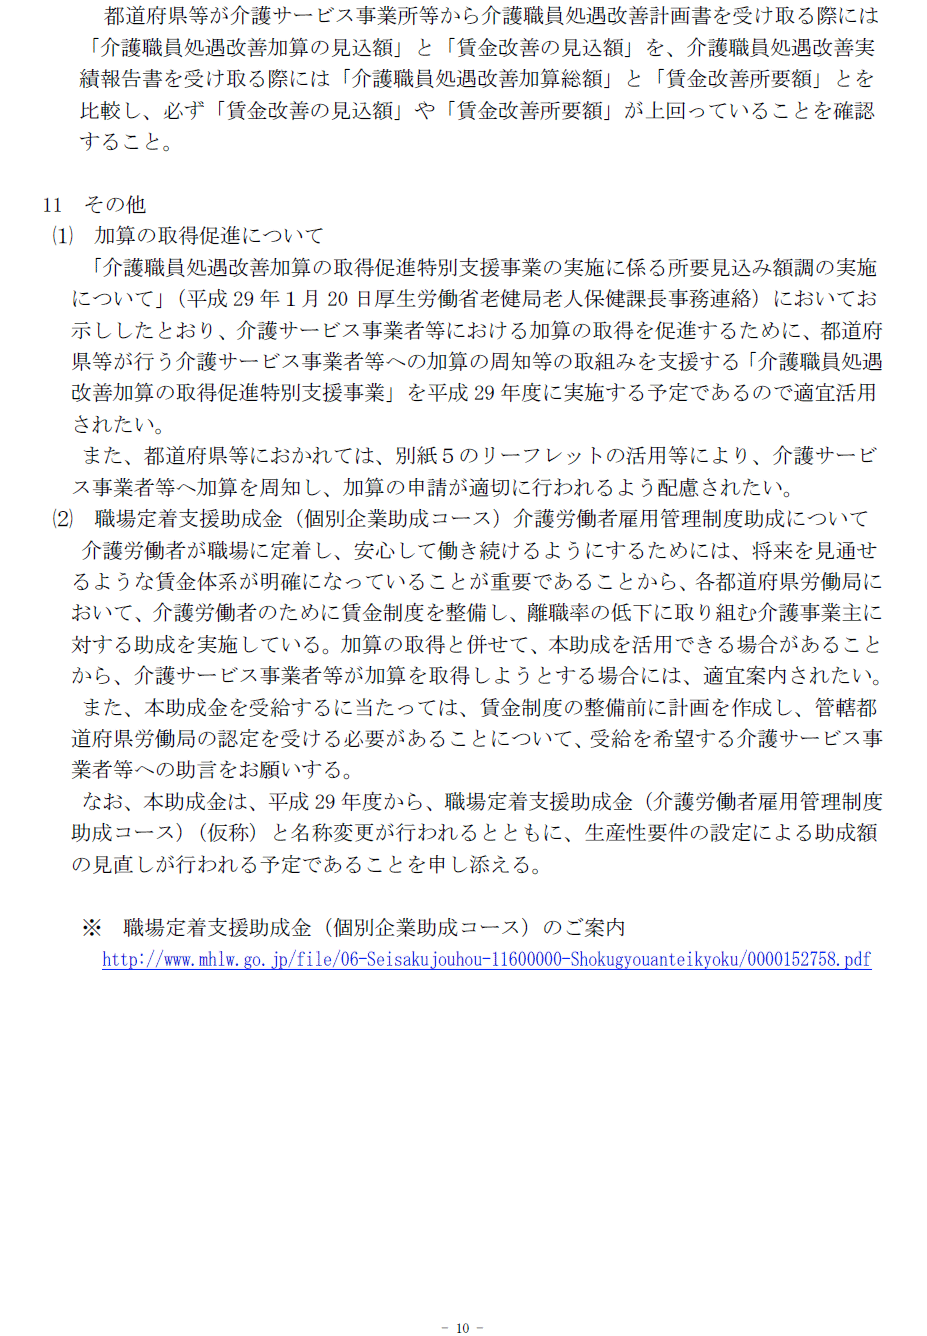 都道府県等が介護サービス事業所等から介護職員処遇改善計画書を受け取る際には
「介護職員処遇改善加算の見込額」と「賃金改善の見込額」を、介護職員処遇改善実
績報告書を受け取る際には「介護職員処遇改善加算総額」と「賃金改善所要額」とを
比較し、必ず「賃金改善の見込額」や「賃金改善所要額」が上回っていることを確認
すること。
11　その他
⑴　加算の取得促進について
「介護職員処遇改善加算の取得促進特別支援事業の実施に係る所要見込み額調の実施
について」（平成 29 年１月 20 日厚生労働省老健局老人保健課長事務連絡）においてお
示ししたとおり、介護サービス事業者等における加算の取得を促進するために、都道府
県等が行う介護サービス事業者等への加算の周知等の取組みを支援する「介護職員処遇
改善加算の取得促進特別支援事業」を平成 29 年度に実施する予定であるので適宜活用
されたい。
また、都道府県等におかれては、別紙５のリーフレットの活用等により、介護サービ
ス事業者等へ加算を周知し、加算の申請が適切に行われるよう配慮されたい。
⑵　職場定着支援助成金（個別企業助成コース）介護労働者雇用管理制度助成について
介護労働者が職場に定着し、安心して働き続けるようにするためには、将来を見通せ
るような賃金体系が明確になっていることが重要であることから、各都道府県労働局に
おいて、介護労働者のために賃金制度を整備し、離職率の低下に取り組む介護事業主に
対する助成を実施している。加算の取得と併せて、本助成を活用できる場合があること
から、介護サービス事業者等が加算を取得しようとする場合には、適宜案内されたい。
また、本助成金を受給するに当たっては、賃金制度の整備前に計画を作成し、管轄都
道府県労働局の認定を受ける必要があることについて、受給を希望する介護サービス事
業者等への助言をお願いする。
なお、本助成金は、平成 29 年度から、職場定着支援助成金（介護労働者雇用管理制度
助成コース）（仮称）と名称変更が行われるとともに、生産性要件の設定による助成額
の見直しが行われる予定であることを申し添える。
※　職場定着支援助成金（個別企業助成コース）のご案内
http://www.mhlw.go.jp/file/06-Seisakujouhou-11600000-Shokugyouanteikyoku/0000152758.pdf
- 10 -